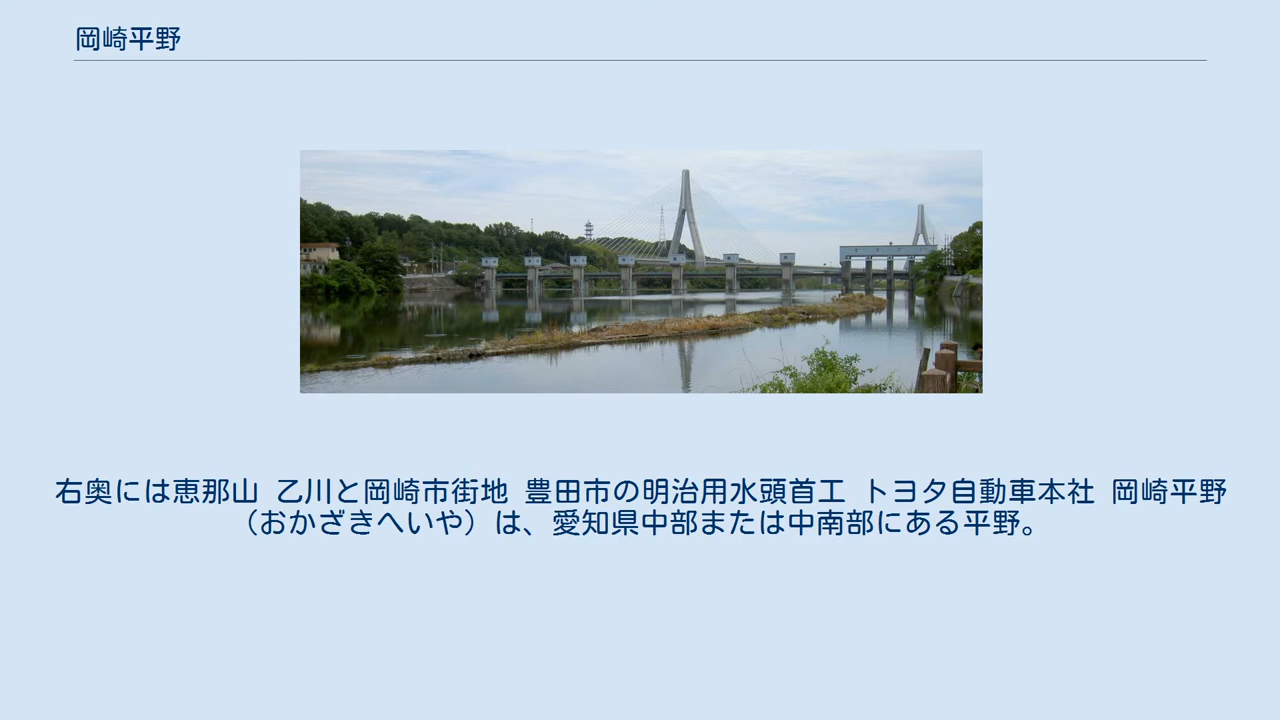 岡崎平野
右奥には恵那山 乙川と岡崎市街地 豊田市の明治用水頭首工 トヨタ自動車本社 岡崎平野
（おかざきへいや）は、愛知県中部または中南部にある平野。